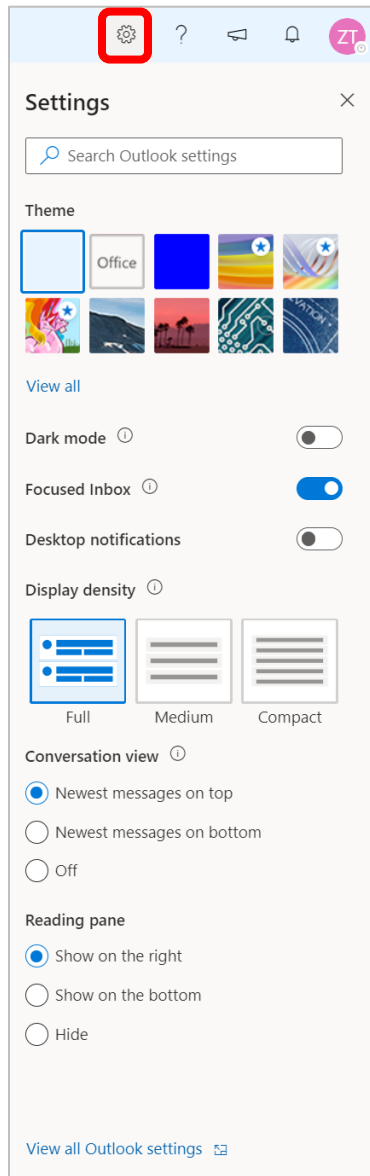 ?
ZT
Settings
Search Outlook settings
Theme
Office
VATION
View all
Dark mode
Focused Inbox
Desktop notifications
Display density
Full Medium Compact
Conversation view
Newest messages on top
Newest messages on bottom
Off
Reading pane
Show on the right
Show on the bottom
Hide
View all Outlook settings